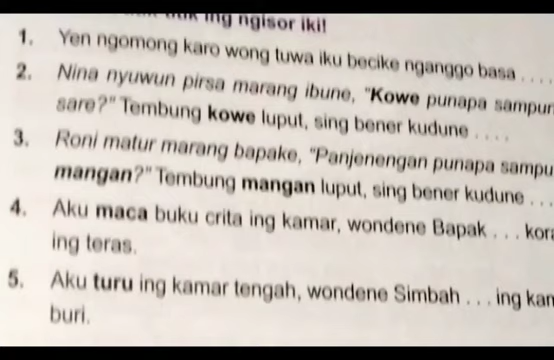 ing ngisor iki!
1. Yen ngomong karo wong tuwa iku becike nganggo basa . . . .
2. Nina nyuwun pirsa marang ibune, "Kowe punapa sampun
sare?" Tembung kowe luput, sing bener kudune . . . .
3. Roni matur marang bapake, "Panjenengan punapa sampu
mangan?" Tembung mangan luput, sing bener kudune . . .
4. Aku maca buku crita ing kamar, wondene Bapak . . . kora
ing teras.
5. Aku turu ing kamar tengah, wondene Simbah . . . ing kam
buri.